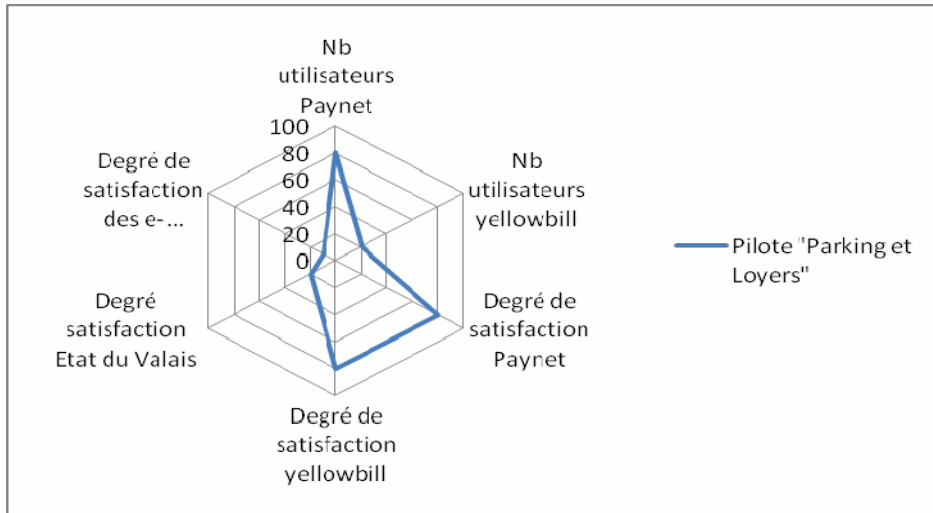 Nb
utilisateurs
Paynet
100
80
60
40
20
0
Nb
utilisateurs
yellowbill
Degré de
satisfaction
Paynet
Degré de
satisfaction
yellowbill
Degré
satisfaction
Etat du Valais
Degré de
satisfaction
des e-...
Pilote "Parking et
Loyers"